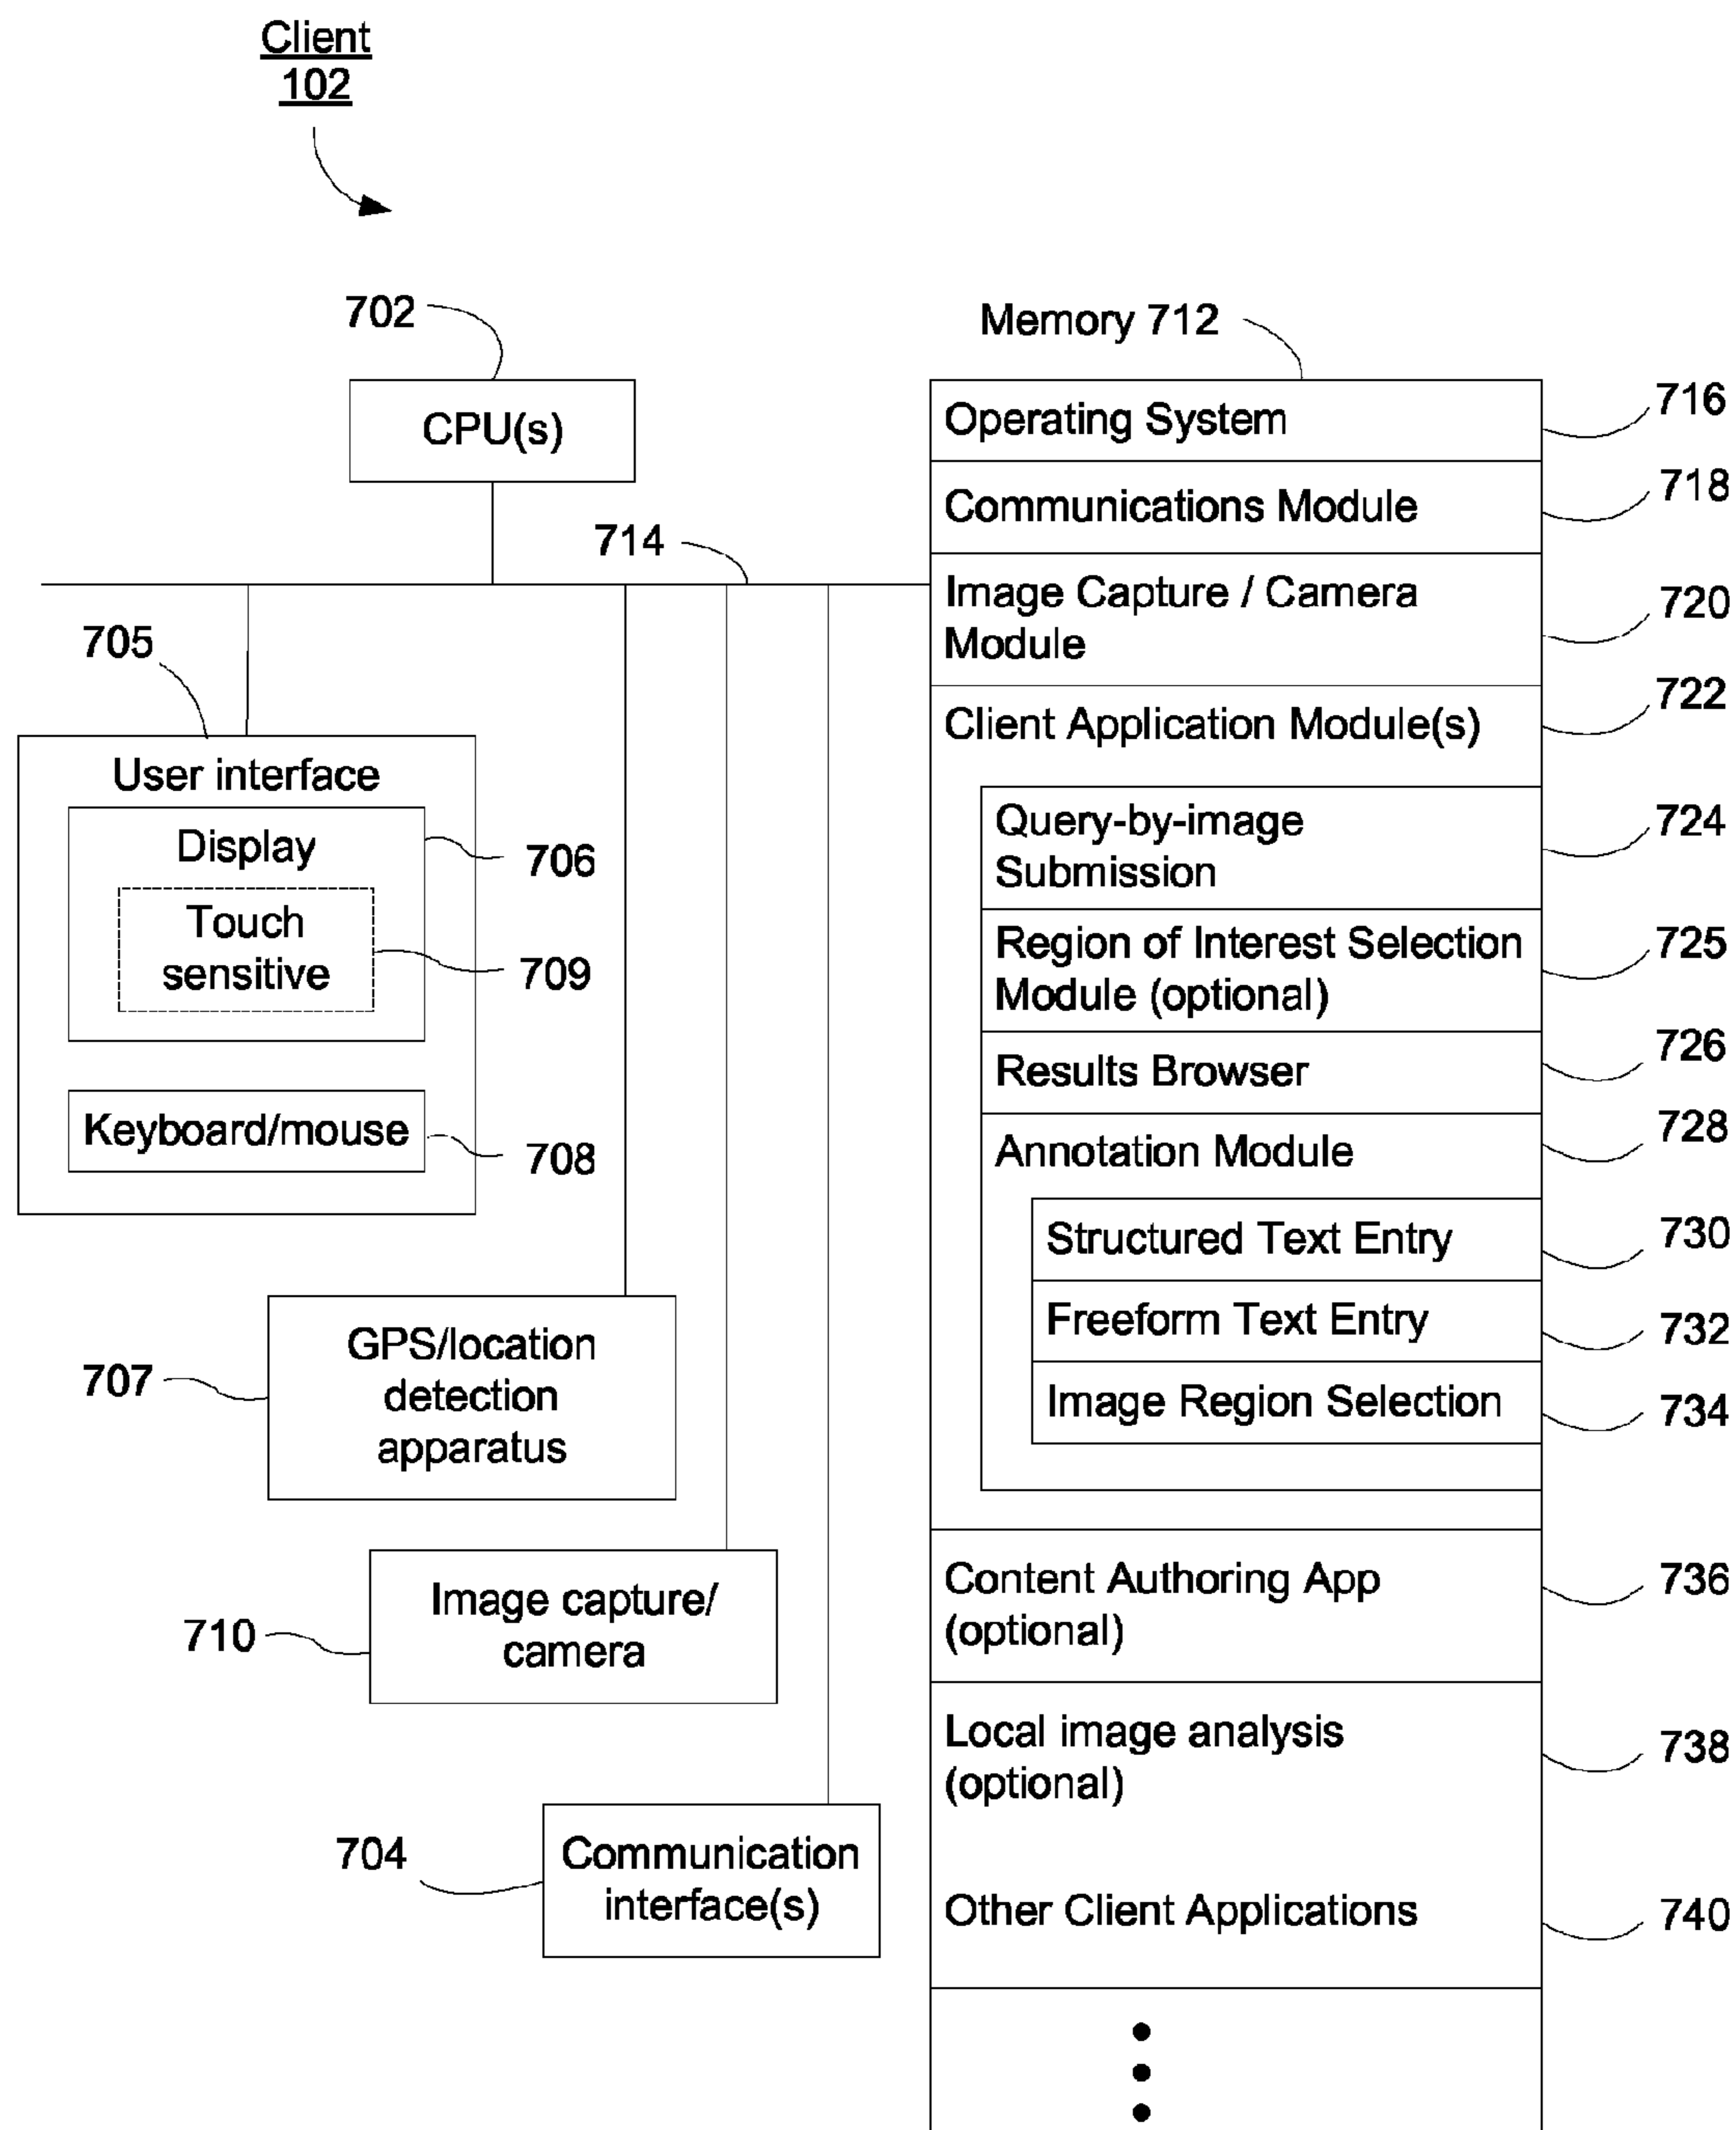 Client
102
702
CPU(s)
714
705
User interface
Display
706
Touch
sensitive
709
Keyboard/mouse
708
GPS/location
detection
apparatus
707
Image capture/
camera
710
Communication
interface(s)
704
Memory 712
Operating System
716
Communications Module
718
Image Capture / Camera
Module
720
Client Application Module(s)
722
Query-by-image
Submission
724
Region of Interest Selection
Module (optional)
725
Results Browser
726
Annotation Module
728
Structured Text Entry
730
Freeform Text Entry
732
Image Region Selection
734
Content Authoring App
(optional)
736
Local image analysis
(optional)
738
Other Client Applications
740